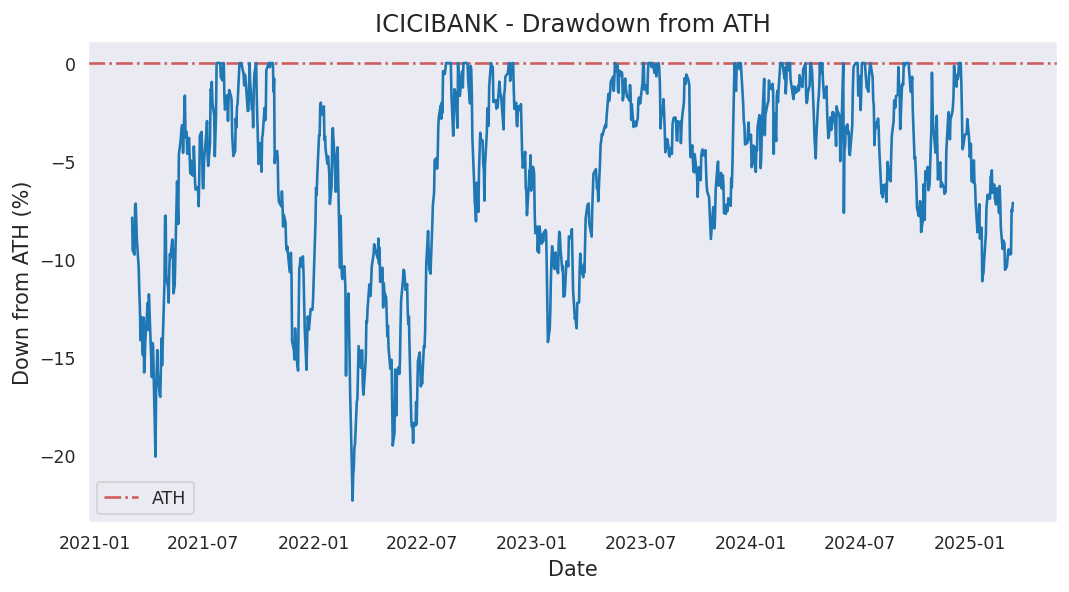 ICICIBANK - Drawdown from ATH
Down from ATH (%)
0
−5
−10
−15
−20
ATH
2021-01 2021-07 2022-01 2022-07 2023-01 2023-07 2024-01 2024-07 2025-01
Date